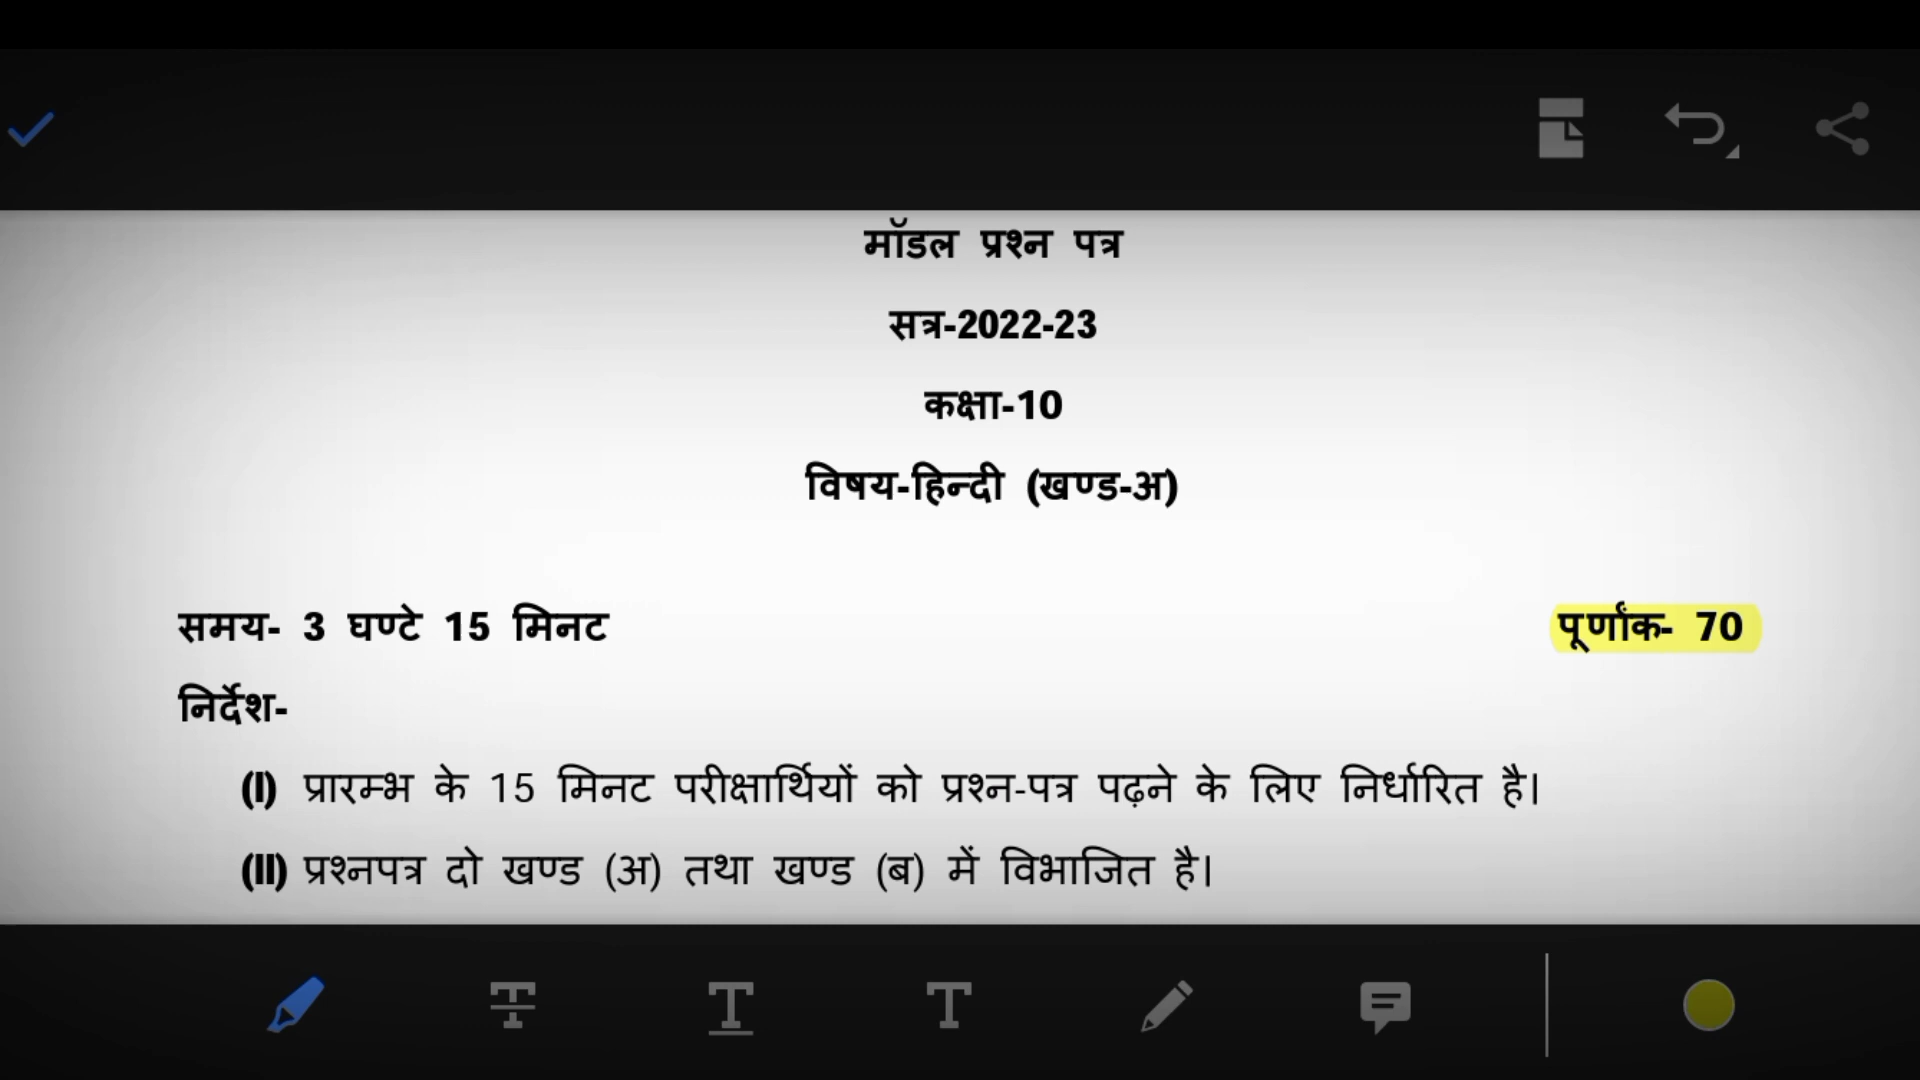 मॉडल प्रश्न पत्र
सत्र-2022-23
कक्षा-10
विषय-हिन्दी (खण्ड-अ)
समय- 3 घण्टे 15 मिनट पूर्णांक- 70
निर्देश-
(I) प्रारम्भ के 15 मिनट परीक्षार्थियों को प्रश्न-पत्र पढ़ने के लिए निर्धारित है।
(II) प्रश्नपत्र दो खण्ड (अ) तथा खण्ड (ब) में विभाजित है।